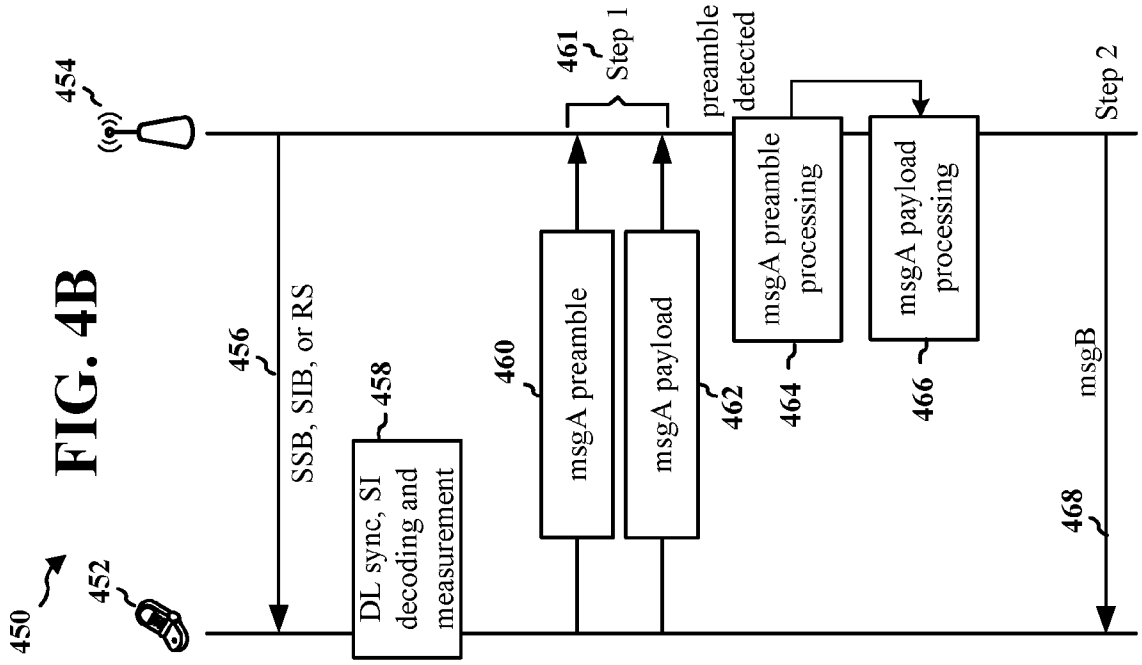 FIG. 4B
450
452
454
456
SSB, SIB, or RS
458
DL sync, SI
decoding and
measurement
460
msgA preamble
461
Step 1
msgA payload
462
preamble
detected
464
msgA preamble
processing
466
msgA payload
processing
468
msgB
Step 2